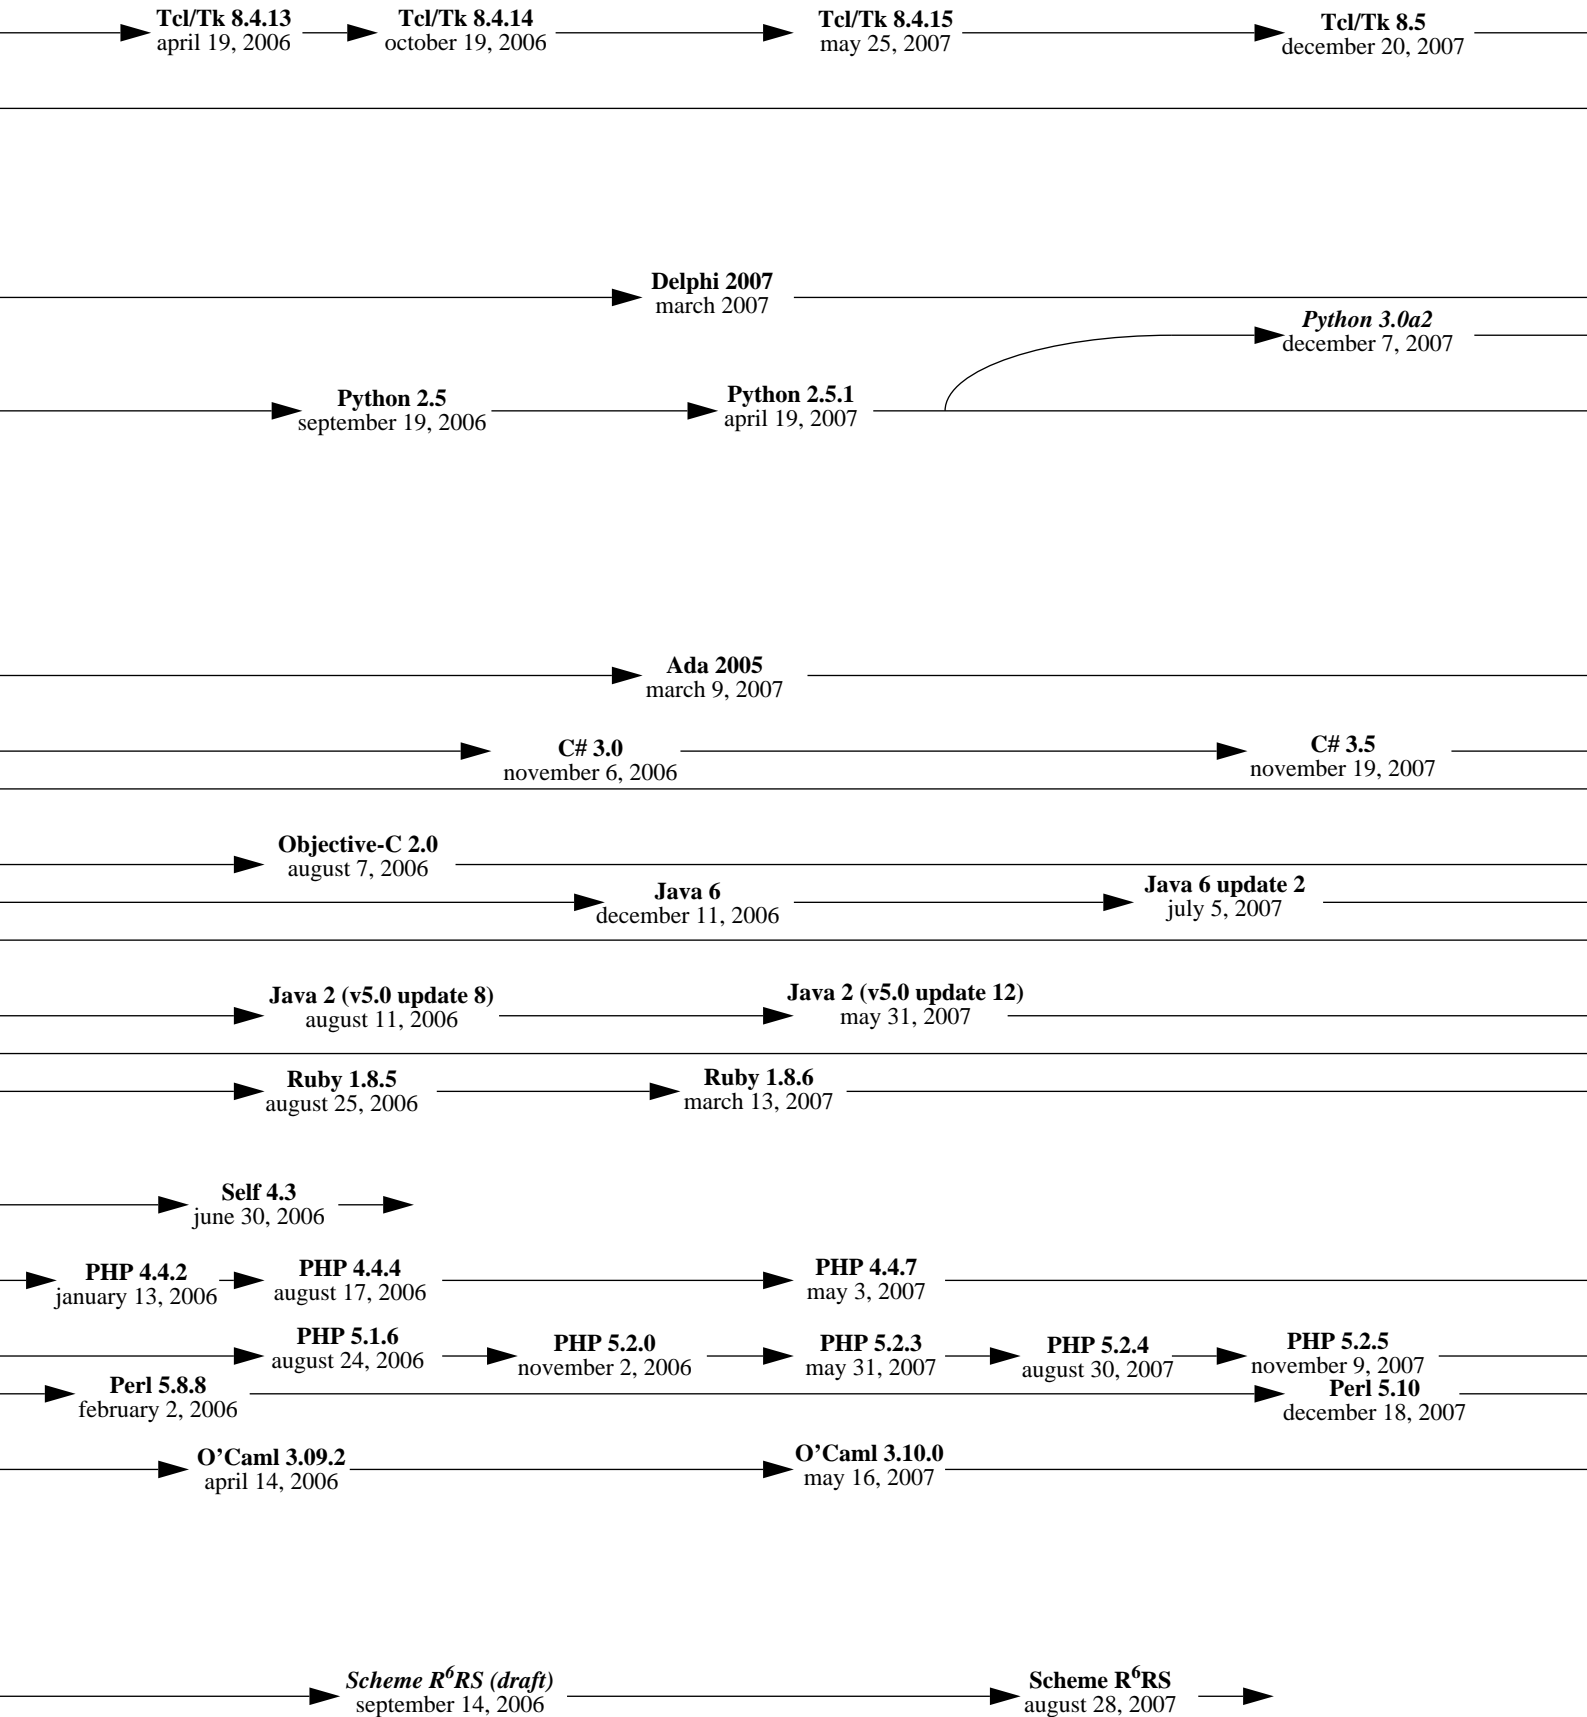 Tcl/Tk 8.4.13
april 19, 2006
Tcl/Tk 8.4.14
october 19, 2006
Tcl/Tk 8.4.15
may 25, 2007
Tcl/Tk 8.5
december 20, 2007
Delphi 2007
march 2007
Python 3.0a2
december 7, 2007
Python 2.5
september 19, 2006
Python 2.5.1
april 19, 2007
Ada 2005
march 9, 2007
C# 3.0
november 6, 2006
C# 3.5
november 19, 2007
Objective-C 2.0
august 7, 2006
Java 6
december 11, 2006
Java 6 update 2
july 5, 2007
Java 2 (v5.0 update 8)
august 11, 2006
Java 2 (v5.0 update 12)
may 31, 2007
Ruby 1.8.5
august 25, 2006
Ruby 1.8.6
march 13, 2007
Self 4.3
june 30, 2006
PHP 4.4.2
january 13, 2006
PHP 4.4.4
august 17, 2006
PHP 4.4.7
may 3, 2007
PHP 5.1.6
august 24, 2006
PHP 5.2.0
november 2, 2006
PHP 5.2.3
may 31, 2007
PHP 5.2.4
august 30, 2007
PHP 5.2.5
november 9, 2007
Perl 5.8.8
february 2, 2006
Perl 5.10
december 18, 2007
O’Caml 3.09.2
april 14, 2006
O’Caml 3.10.0
may 16, 2007
Scheme R⁶RS (draft)
september 14, 2006
Scheme R⁶RS
august 28, 2007